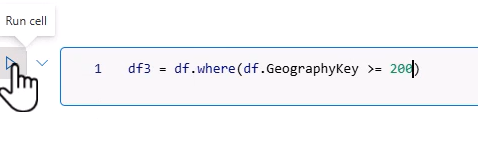 Run cell
1 df3 = df.where(df.GeographyKey >= 200)